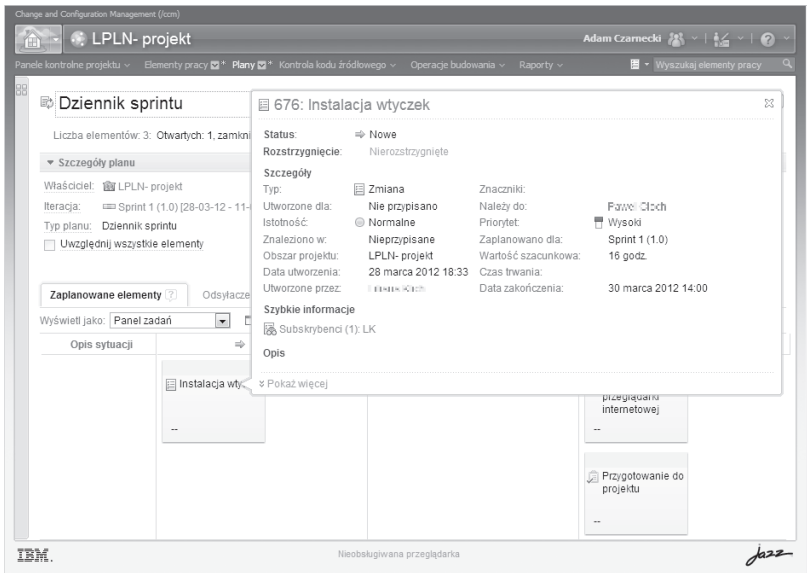 Change and Configuration Management (/ccm)
LPLN- projekt
Adam Czarnecki
Panele kontrolne projektu Elementy pracy Plany Kontrola kodu źródłowego Operacje budowania Raporty Wyszukaj elementy pracy
Dziennik sprintu
Liczba elementów: 3: Otwartych: 1, zamkni
Szczegóły planu
Właściciel: LPLN- projekt
Iteracja: Sprint 1 (1.0) [28-03-12 - 11-
Typ planu: Dziennik sprintu
Uwzględnij wszystkie elementy
Zaplanowane elementy ? Odsyłacze
Wyświetl jako: Panel zadań
Opis sytuacji
Instalacja wty
--
676: Instalacja wtyczek
Status: Nowe
Rozstrzygnięcie: Nierozstrzygnięte
Szczegóły
Typ: Zmiana Znaczniki:
Utworzone dla: Nie przypisano Należy do:
Istotność: Normalne Priorytet: Wysoki
Znaleziono w: Nieprzypisane Zaplanowano dla: Sprint 1 (1.0)
Obszar projektu: LPLN- projekt Wartość szacunkowa: 16 godz.
Data utworzenia: 28 marca 2012 18:33 Czas trwania:
Utworzone przez: Data zakończenia: 30 marca 2012 14:00
Szybkie informacje
Subskrybenci (1): LK
Opis
Pokaż więcej
przeglądarki
internetowej
--
Przygotowanie do
projektu
--
IBM.
Nieobsługiwana przeglądarka
jazz